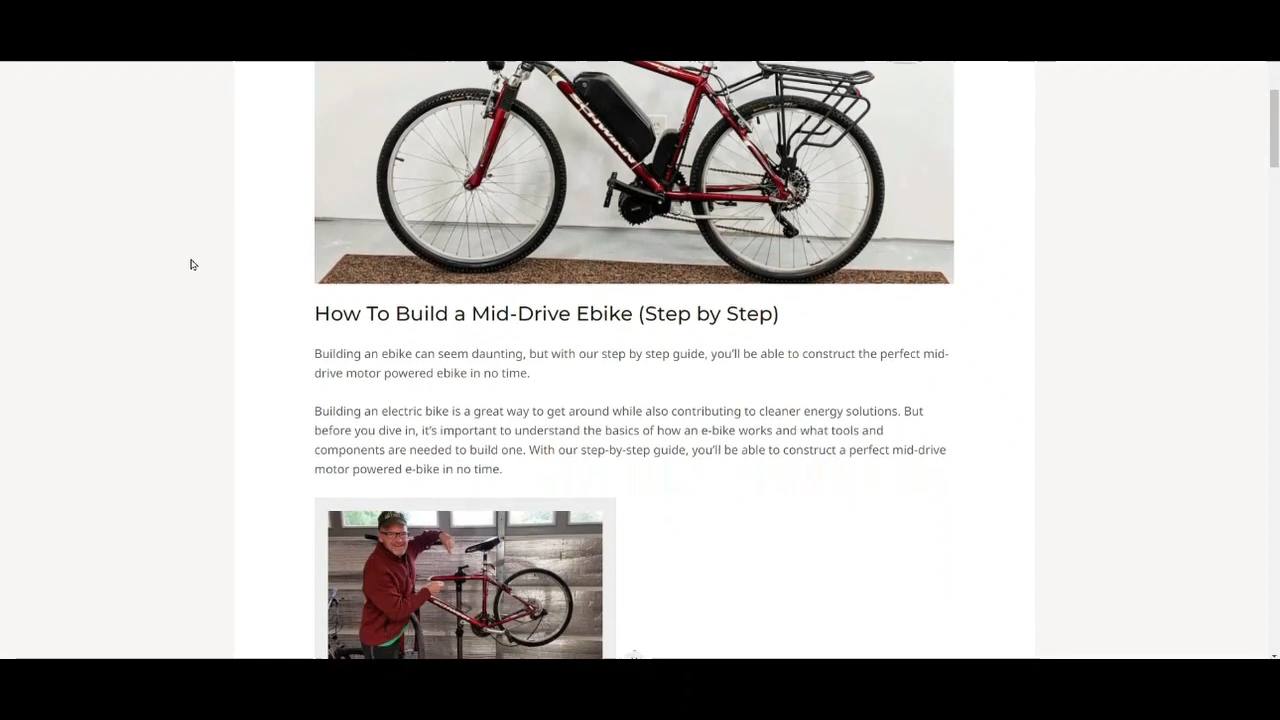 SCHWINN
How To Build a Mid-Drive Ebike (Step by Step)
Building an ebike can seem daunting, but with our step by step guide, you'll be able to construct the perfect mid-
drive motor powered ebike in no time.
Building an electric bike is a great way to get around while also contributing to cleaner energy solutions. But
before you dive in, it's important to understand the basics of how an e-bike works and what tools and
components are needed to build one. With our step-by-step guide, you'll be able to construct a perfect mid-drive
motor powered e-bike in no time.